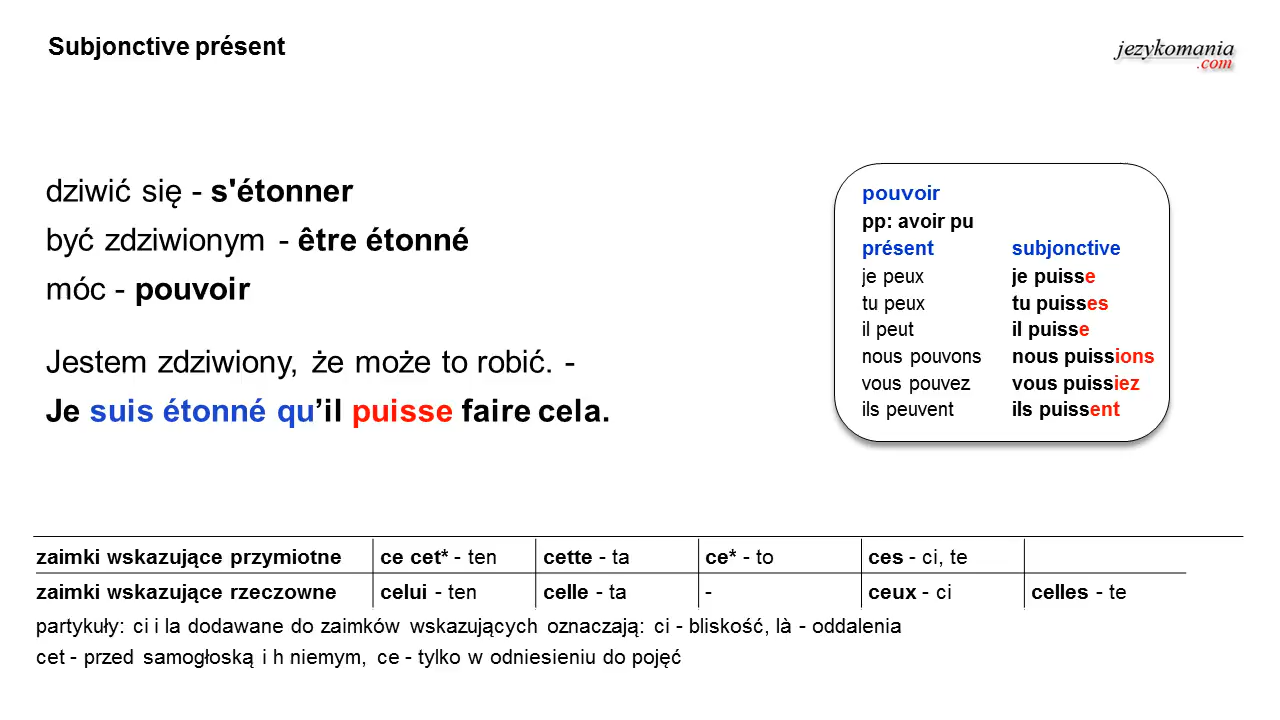 Subjonctive présent
jezykomania
.com
dziwić się - s'étonner
być zdziwionym - être étonné
móc - pouvoir
Jestem zdziwiony, że może to robić. -
Je suis étonné qu’il puisse faire cela.
pouvoir
pp: avoir pu
présent subjonctive
je peux je puisse
tu peux tu puisses
il peut il puisse
nous pouvons nous puissions
vous pouvez vous puissiez
ils peuvent ils puissent
zaimki wskazujące przymiotne ce cet* - ten cette - ta ce* - to ces - ci, te
zaimki wskazujące rzeczowne celui - ten celle - ta - ceux - ci celles - te
partykuły: ci i la dodawane do zaimków wskazujących oznaczają: ci - bliskość, là - oddalenia
cet - przed samogłoską i h niemym, ce - tylko w odniesieniu do pojęć